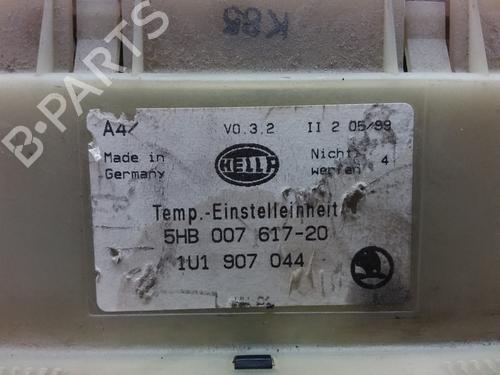 K85
A4/ V0.3.2 II 2 05/99
Made in Germany
HELLA
Nicht werfen 4
Temp.-Einstelleinheit
5HB 007 617-20
1U1 907 044